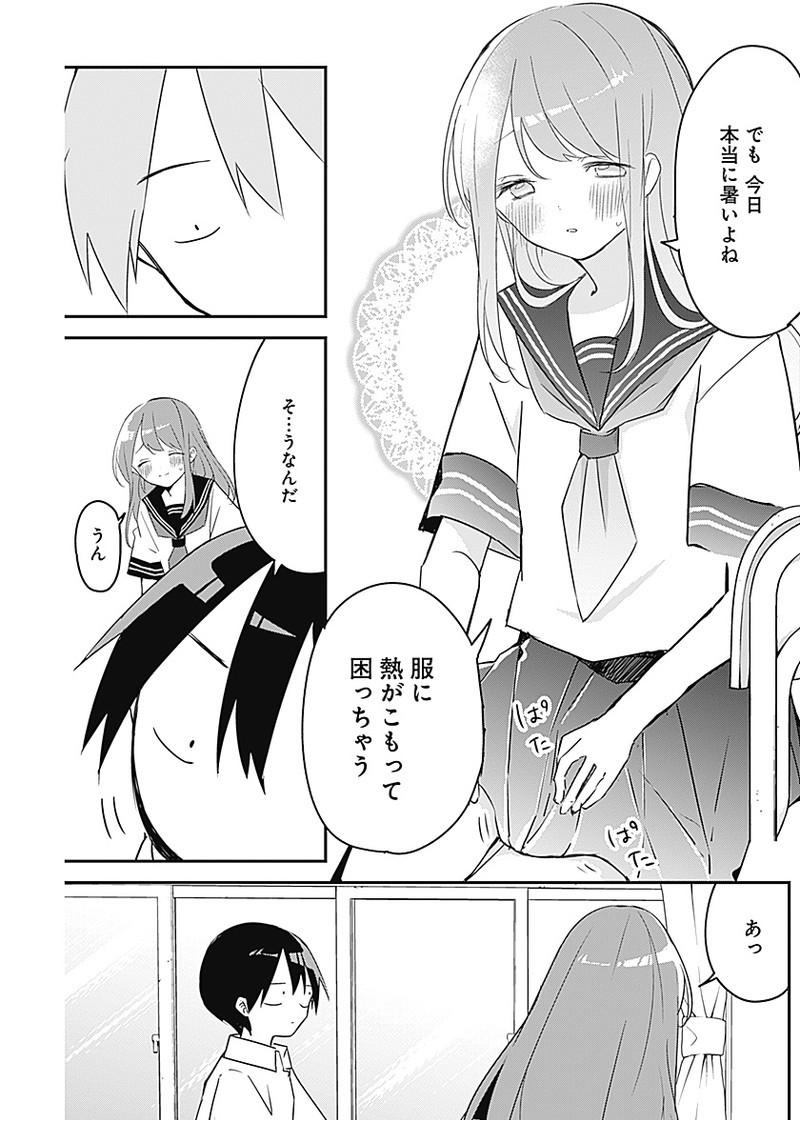 でも 今日
本当に暑いよね
服に
熱がこもって
困っちゃう
ぱた
ぱた
そ…うなんだ
うん
あっ